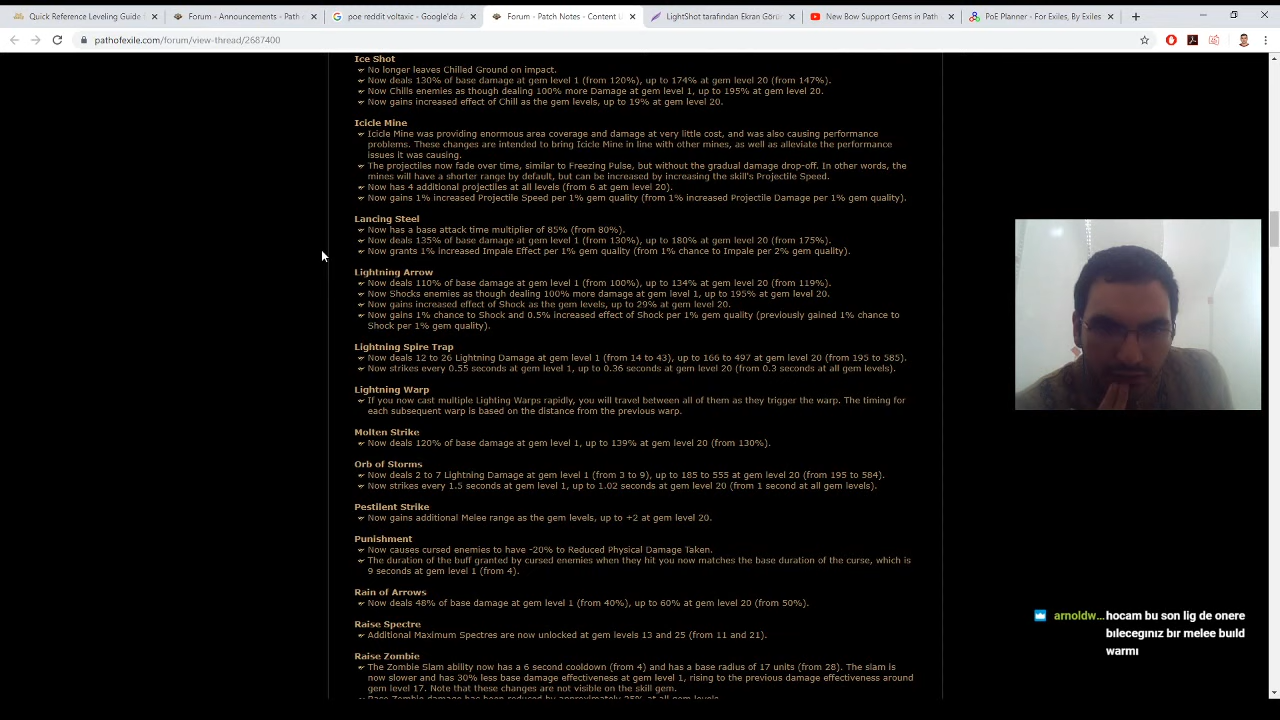 Quick Reference Leveling Guide
Forum - Announcements - Path
poe reddit voltaxic - Google'da A
Forum - Patch Notes - Content U
LightShot tarafından Ekran Görü
New Bow Support Gems in Path
PoE Planner - For Exiles, By Exiles
pathofexile.com/forum/view-thread/2687400
Ice Shot
No longer leaves Chilled Ground on impact.
Now deals 130% of base damage at gem level 1 (from 120%), up to 174% at gem level 20 (from 147%).
Now Chills enemies as though dealing 100% more Damage at gem level 1, up to 195% at gem level 20.
Now gains increased effect of Chill as the gem levels, up to 19% at gem level 20.
Icicle Mine
Icicle Mine was providing enormous area coverage and damage at very little cost, and was also causing performance
problems. These changes are intended to bring Icicle Mine in line with other mines, as well as alleviate the performance
issues it was causing.
The projectiles now fade over time, similar to Freezing Pulse, but without the gradual damage drop-off. In other words, the
mines will have a shorter range by default, but can be increased by increasing the skill's Projectile Speed.
Now has 4 additional projectiles at all levels (from 6 at gem level 20).
Now gains 1% increased Projectile Speed per 1% gem quality (from 1% increased Projectile Damage per 1% gem quality).
Lancing Steel
Now has a base attack time multiplier of 85% (from 80%).
Now deals 135% of base damage at gem level 1 (from 130%), up to 180% at gem level 20 (from 175%).
Now grants 1% increased Impale Effect per 1% gem quality (from 1% chance to Impale per 2% gem quality).
Lightning Arrow
Now deals 110% of base damage at gem level 1 (from 100%), up to 134% at gem level 20 (from 119%).
Now Shocks enemies as though dealing 100% more damage at gem level 1, up to 195% at gem level 20.
Now gains increased effect of Shock as the gem levels, up to 29% at gem level 20.
Now gains 1% chance to Shock and 0.5% increased effect of Shock per 1% gem quality (previously gained 1% chance to
Shock per 1% gem quality).
Lightning Spire Trap
Now deals 12 to 26 Lightning Damage at gem level 1 (from 14 to 43), up to 166 to 497 at gem level 20 (from 195 to 585).
Now strikes every 0.55 seconds at gem level 1, up to 0.36 seconds at gem level 20 (from 0.3 seconds at all gem levels).
Lightning Warp
If you now cast multiple Lighting Warps rapidly, you will travel between all of them as they trigger the warp. The timing for
each subsequent warp is based on the distance from the previous warp.
Molten Strike
Now deals 120% of base damage at gem level 1, up to 139% at gem level 20 (from 130%).
Orb of Storms
Now deals 2 to 7 Lightning Damage at gem level 1 (from 3 to 9), up to 185 to 555 at gem level 20 (from 195 to 584).
Now strikes every 1.5 seconds at gem level 1, up to 1.02 seconds at gem level 20 (from 1 second at all gem levels).
Pestilent Strike
Now gains additional Melee range as the gem levels, up to +2 at gem level 20.
Punishment
Now causes cursed enemies to have -20% to Reduced Physical Damage Taken.
The duration of the buff granted by cursed enemies when they hit you now matches the base duration of the curse, which is
9 seconds at gem level 1 (from 4).
Rain of Arrows
Now deals 48% of base damage at gem level 1 (from 40%), up to 60% at gem level 20 (from 50%).
Raise Spectre
Additional Maximum Spectres are now unlocked at gem levels 13 and 25 (from 11 and 21).
Raise Zombie
The Zombie Slam ability now has a 6 second cooldown (from 4) and has a base radius of 17 units (from 28). The slam is
now slower and has 30% less base damage effectiveness at gem level 1, rising to the previous damage effectiveness around
gem level 17. Note that these changes are not visible on the skill gem.
Base Zombie damage has been reduced by approximately 25% at all gem levels.
arnoldw... hocam bu son lig de onere
bılecegınız bır melee buıld
warmı